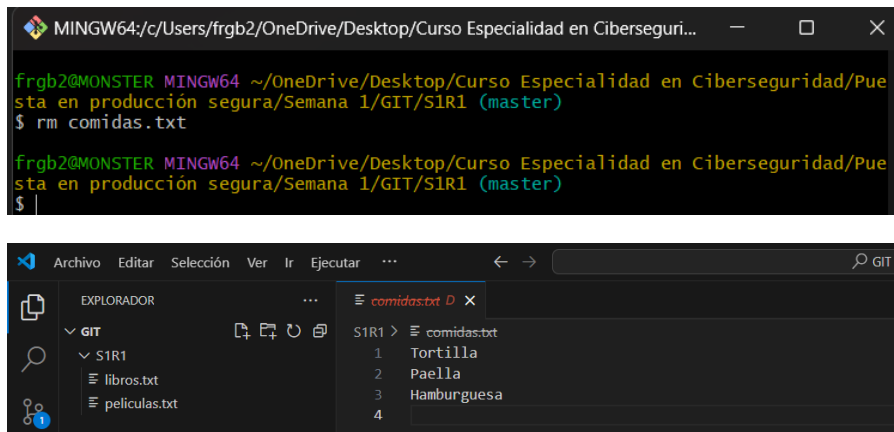 MINGW64:/c/Users/frgb2/OneDrive/Desktop/Curso Especialidad en Ciberseguri...
frgb2@MONSTER MINGW64 ~/OneDrive/Desktop/Curso Especialidad en Ciberseguridad/Pue
sta en producción segura/Semana 1/GIT/S1R1 (master)
$ rm comidas.txt
frgb2@MONSTER MINGW64 ~/OneDrive/Desktop/Curso Especialidad en Ciberseguridad/Pue
sta en producción segura/Semana 1/GIT/S1R1 (master)
$
Archivo Editar Selección Ver Ir Ejecutar ··· GIT
EXPLORADOR ··· comidas.txt D
GIT S1R1 > comidas.txt
S1R1 1 Tortilla
libros.txt 2 Paella
peliculas.txt 3 Hamburguesa
1 4